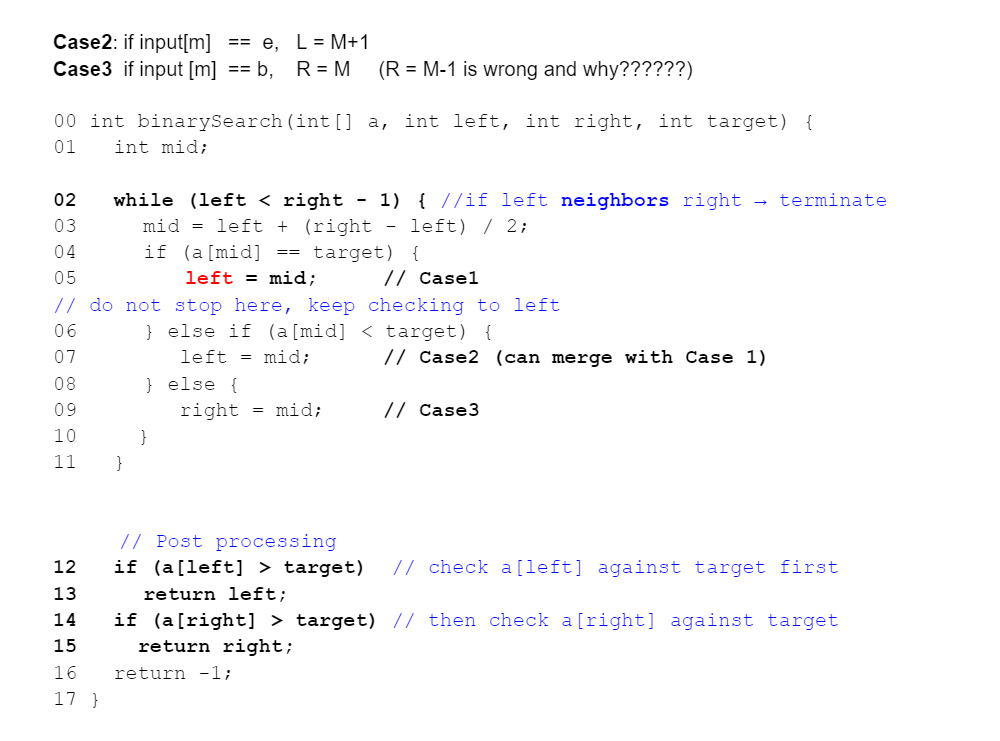 Case2: if input[m] == e, L = M+1
Case3 if input [m] == b, R = M (R = M-1 is wrong and why??????)
00 int binarySearch(int[] a, int left, int right, int target) {
01 int mid;
02 while (left < right - 1) { //if left neighbors right → terminate
03 mid = left + (right - left) / 2;
04 if (a[mid] == target) {
05 left = mid; // Case1
// do not stop here, keep checking to left
06 } else if (a[mid] < target) {
07 left = mid; // Case2 (can merge with Case 1)
08 } else {
09 right = mid; // Case3
10 }
11 }
// Post processing
12 if (a[left] > target) // check a[left] against target first
13 return left;
14 if (a[right] > target) // then check a[right] against target
15 return right;
16 return -1;
17 }